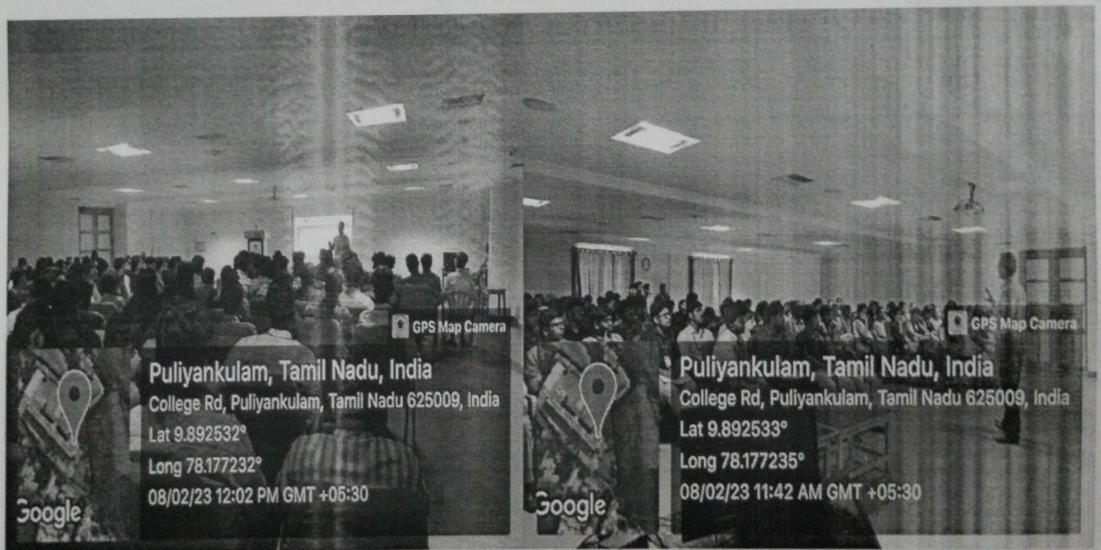 GPS Map Camera
Puliyankulam, Tamil Nadu, India
College Rd, Puliyankulam, Tamil Nadu 625009, India
Lat 9.892532°
Long 78.177232°
08/02/23 12:02 PM GMT +05:30
Google
GPS Map Camera
Puliyankulam, Tamil Nadu, India
College Rd, Puliyankulam, Tamil Nadu 625009, India
Lat 9.892533°
Long 78.177235°
08/02/23 11:42 AM GMT +05:30
Google